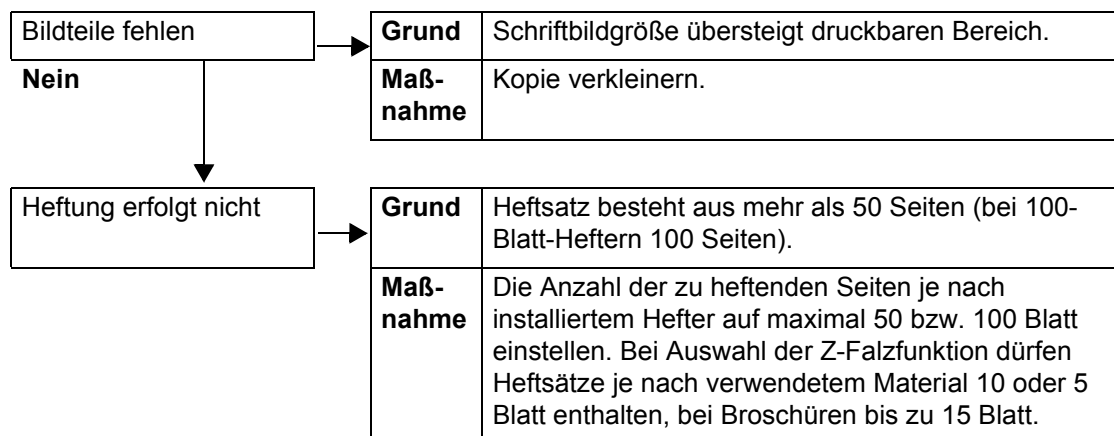 Bildteile fehlen
Grund Schriftbildgröße übersteigt druckbaren Bereich.
Nein
Maß-
nahme
Kopie verkleinern.
Heftung erfolgt nicht
Grund
Heftsatz besteht aus mehr als 50 Seiten (bei 100-
Blatt-Heftern 100 Seiten).
Maß-
nahme
Die Anzahl der zu heftenden Seiten je nach
installiertem Hefter auf maximal 50 bzw. 100 Blatt
einstellen. Bei Auswahl der Z-Falzfunktion dürfen
Heftsätze je nach verwendetem Material 10 oder 5
Blatt enthalten, bei Broschüren bis zu 15 Blatt.